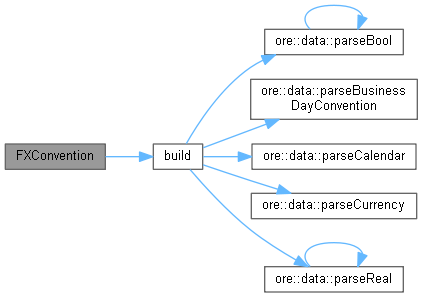 ore::data::parseBool
ore::data::parseBusiness
DayConvention
FXConvention
build
ore::data::parseCalendar
ore::data::parseCurrency
ore::data::parseReal